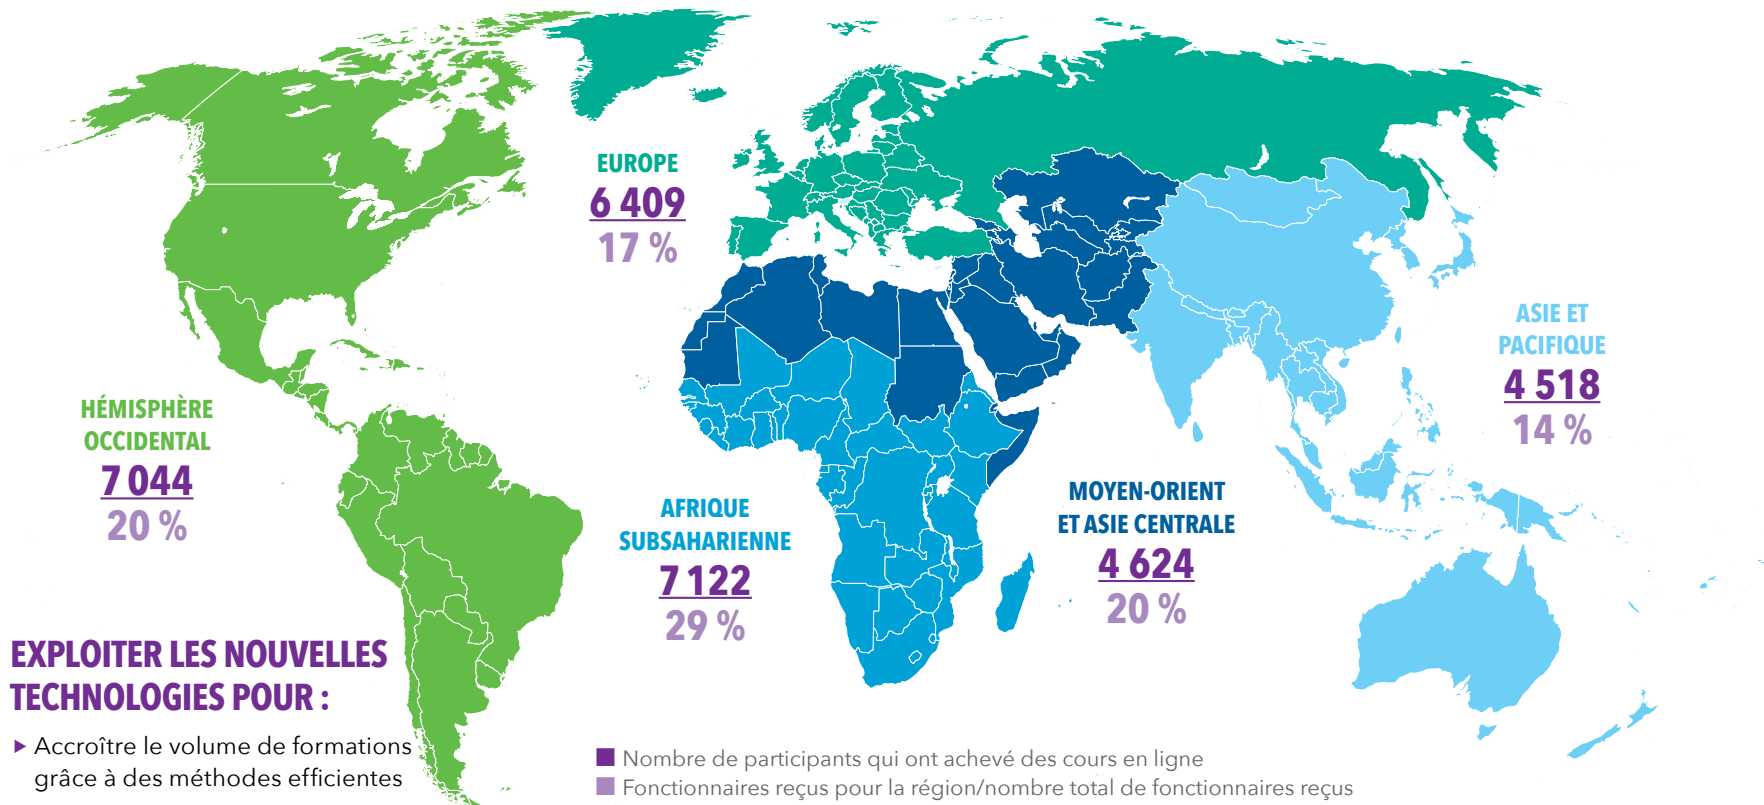 EUROPE
6 409
17 %
ASIE ET
PACIFIQUE
4 518
14 %
HÉMISPHÈRE
OCCIDENTAL
7 044
20 %
AFRIQUE
SUBSAHARIENNE
7 122
29 %
MOYEN-ORIENT
ET ASIE CENTRALE
4 624
20 %
EXPLOITER LES NOUVELLES
TECHNOLOGIES POUR :
▶ Accroître le volume de formations
grâce à des méthodes efficientes
Nombre de participants qui ont achevé des cours en ligne
Fonctionnaires reçus pour la région/nombre total de fonctionnaires reçus